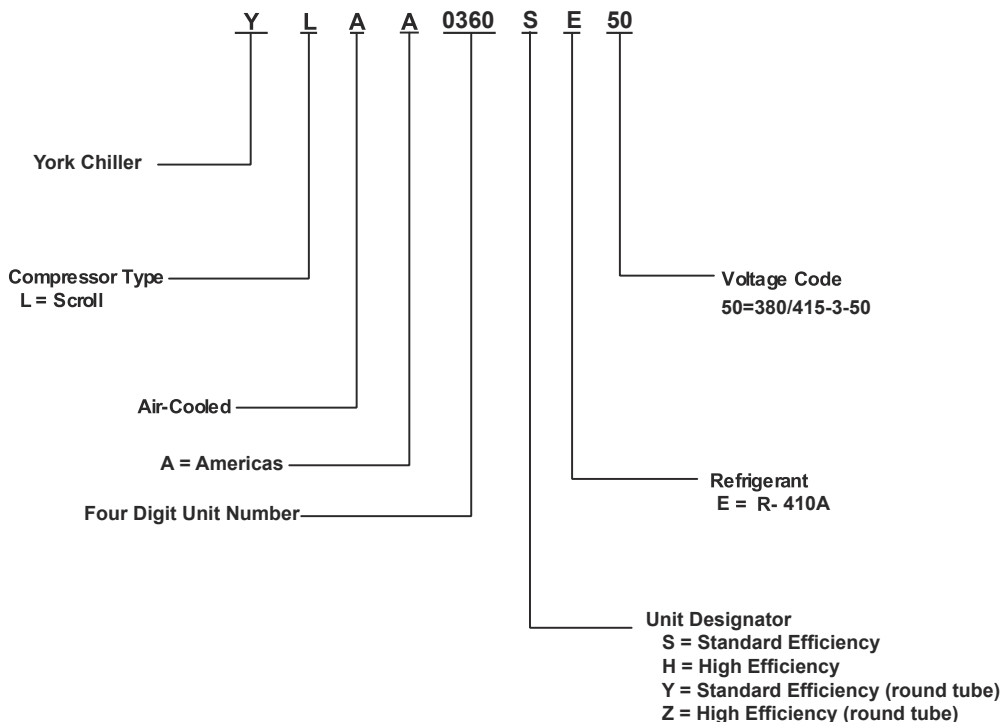 Y L A A 0360 S E 50
York Chiller
Compressor Type
L = Scroll
Voltage Code
50=380/415-3-50
Air-Cooled
A = Americas
Refrigerant
E = R- 410A
Four Digit Unit Number
Unit Designator
S = Standard Efficiency
H = High Efficiency
Y = Standard Efficiency (round tube)
Z = High Efficiency (round tube)